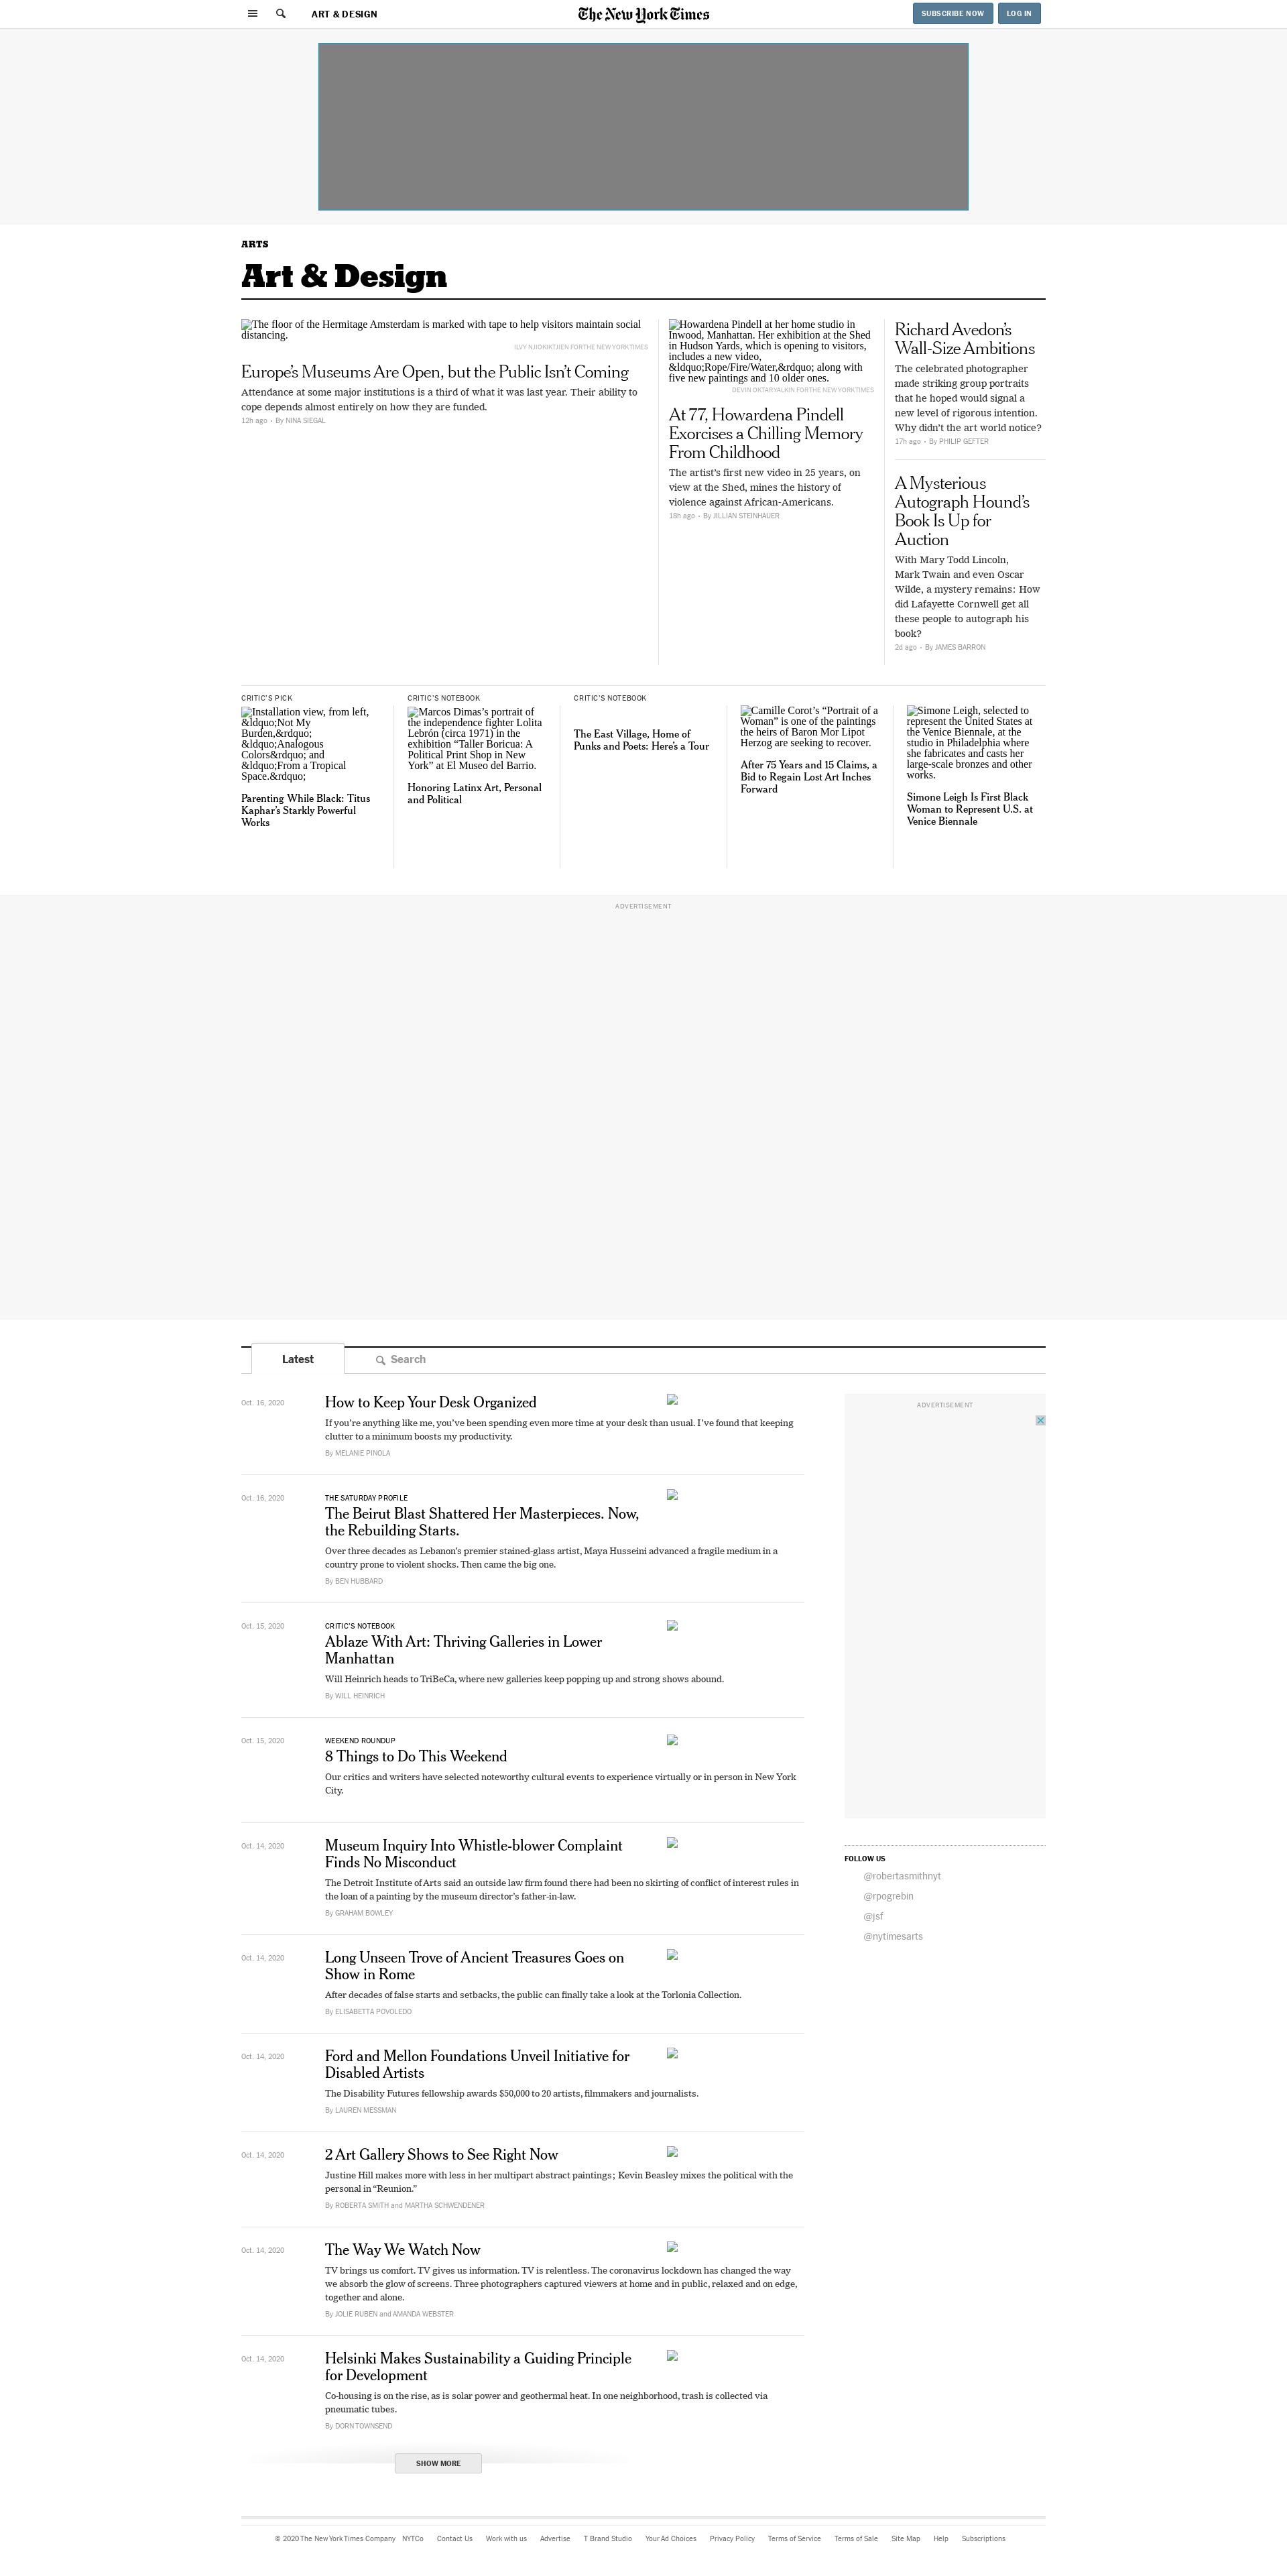 ART & DESIGN
The New York Times
SUBSCRIBE NOW
LOG IN
ARTS
Art & Design
The floor of the Hermitage Amsterdam is marked with tape to help visitors maintain social
distancing.
ILVY NJIOKIKTJIEN FOR THE NEW YORK TIMES
Europe’s Museums Are Open, but the Public Isn’t Coming
Attendance at some major institutions is a third of what it was last year. Their ability to
cope depends almost entirely on how they are funded.
12h ago • By NINA SIEGAL
Howardena Pindell at her home studio in
Inwood, Manhattan. Her exhibition at the Shed
in Hudson Yards, which is opening to visitors,
includes a new video,
&ldquo;Rope/Fire/Water,&rdquo; along with
five new paintings and 10 older ones.
DEVIN OKTAR YALKIN FOR THE NEW YORK TIMES
At 77, Howardena Pindell
Exorcises a Chilling Memory
From Childhood
The artist’s first new video in 25 years, on
view at the Shed, mines the history of
violence against African-Americans.
18h ago • By JILLIAN STEINHAUER
Richard Avedon’s
Wall-Size Ambitions
The celebrated photographer
made striking group portraits
that he hoped would signal a
new level of rigorous intention.
Why didn’t the art world notice?
17h ago • By PHILIP GEFTER
A Mysterious
Autograph Hound’s
Book Is Up for
Auction
With Mary Todd Lincoln,
Mark Twain and even Oscar
Wilde, a mystery remains: How
did Lafayette Cornwell get all
these people to autograph his
book?
2d ago • By JAMES BARRON
CRITIC’S PICK
Installation view, from left,
&ldquo;Not My
Burden,&rdquo;
&ldquo;Analogous
Colors&rdquo; and
&ldquo;From a Tropical
Space.&rdquo;
Parenting While Black: Titus
Kaphar’s Starkly Powerful
Works
CRITIC’S NOTEBOOK
Marcos Dimas’s portrait of
the independence fighter Lolita
Lebrón (circa 1971) in the
exhibition “Taller Boricua: A
Political Print Shop in New
York” at El Museo del Barrio.
Honoring Latinx Art, Personal
and Political
CRITIC’S NOTEBOOK
The East Village, Home of
Punks and Poets: Here’s a Tour
Camille Corot’s “Portrait of a
Woman” is one of the paintings
the heirs of Baron Mor Lipot
Herzog are seeking to recover.
After 75 Years and 15 Claims, a
Bid to Regain Lost Art Inches
Forward
Simone Leigh, selected to
represent the United States at
the Venice Biennale, at the
studio in Philadelphia where
she fabricates and casts her
large-scale bronzes and other
works.
Simone Leigh Is First Black
Woman to Represent U.S. at
Venice Biennale
ADVERTISEMENT
Latest
Search
Oct. 16, 2020
How to Keep Your Desk Organized
If you’re anything like me, you’ve been spending even more time at your desk than usual. I’ve found that keeping
clutter to a minimum boosts my productivity.
By MELANIE PINOLA
Oct. 16, 2020
THE SATURDAY PROFILE
The Beirut Blast Shattered Her Masterpieces. Now,
the Rebuilding Starts.
Over three decades as Lebanon’s premier stained-glass artist, Maya Husseini advanced a fragile medium in a
country prone to violent shocks. Then came the big one.
By BEN HUBBARD
Oct. 15, 2020
CRITIC’S NOTEBOOK
Ablaze With Art: Thriving Galleries in Lower
Manhattan
Will Heinrich heads to TriBeCa, where new galleries keep popping up and strong shows abound.
By WILL HEINRICH
Oct. 15, 2020
WEEKEND ROUNDUP
8 Things to Do This Weekend
Our critics and writers have selected noteworthy cultural events to experience virtually or in person in New York
City.
Oct. 14, 2020
Museum Inquiry Into Whistle-blower Complaint
Finds No Misconduct
The Detroit Institute of Arts said an outside law firm found there had been no skirting of conflict of interest rules in
the loan of a painting by the museum director’s father-in-law.
By GRAHAM BOWLEY
Oct. 14, 2020
Long Unseen Trove of Ancient Treasures Goes on
Show in Rome
After decades of false starts and setbacks, the public can finally take a look at the Torlonia Collection.
By ELISABETTA POVOLEDO
Oct. 14, 2020
Ford and Mellon Foundations Unveil Initiative for
Disabled Artists
The Disability Futures fellowship awards $50,000 to 20 artists, filmmakers and journalists.
By LAUREN MESSMAN
Oct. 14, 2020
2 Art Gallery Shows to See Right Now
Justine Hill makes more with less in her multipart abstract paintings; Kevin Beasley mixes the political with the
personal in “Reunion.”
By ROBERTA SMITH and MARTHA SCHWENDENER
Oct. 14, 2020
The Way We Watch Now
TV brings us comfort. TV gives us information. TV is relentless. The coronavirus lockdown has changed the way
we absorb the glow of screens. Three photographers captured viewers at home and in public, relaxed and on edge,
together and alone.
By JOLIE RUBEN and AMANDA WEBSTER
Oct. 14, 2020
Helsinki Makes Sustainability a Guiding Principle
for Development
Co-housing is on the rise, as is solar power and geothermal heat. In one neighborhood, trash is collected via
pneumatic tubes.
By DORN TOWNSEND
SHOW MORE
ADVERTISEMENT
FOLLOW US
@robertasmithnyt
@rpogrebin
@jsf
@nytimesarts
© 2020 The New York Times Company NYTCo Contact Us Work with us Advertise T Brand Studio Your Ad Choices Privacy Policy Terms of Service Terms of Sale Site Map Help Subscriptions